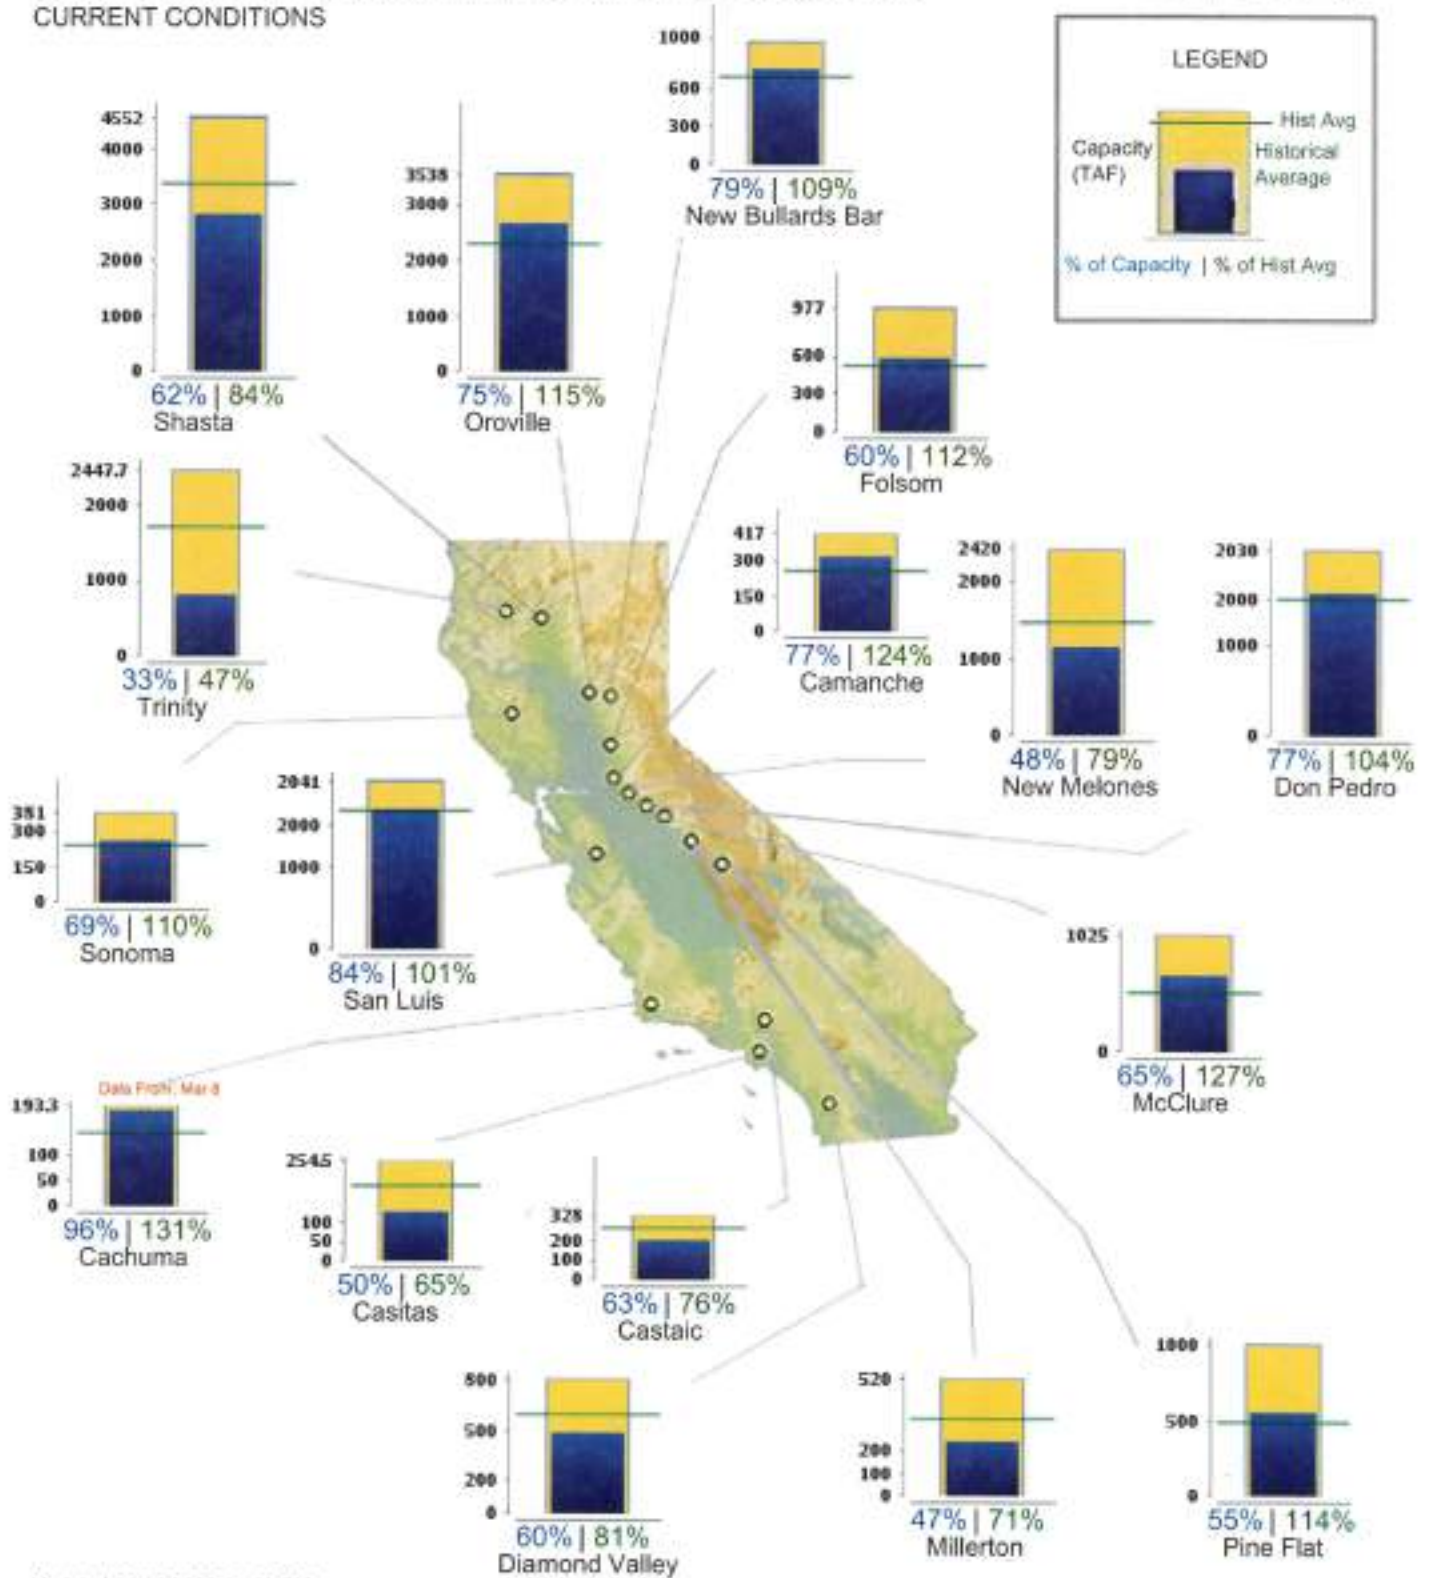 CURRENT CONDITIONS
LEGEND
Hist Avg
Capacity
(TAF)
Historical
Average
% of Capacity | % of Hist Avg
1000
600
300
0
79% | 109%
New Bullards Bar
4552
4000
3000
2000
1000
0
62% | 84%
Shasta
3538
3000
2000
1000
0
75% | 115%
Oroville
977
600
300
0
60% | 112%
Folsom
2447.7
2000
1000
0
33% | 47%
Trinity
417
300
150
0
77% | 124%
Camanche
2420
2000
1000
0
48% | 79%
New Melones
2030
2000
1000
0
77% | 104%
Don Pedro
381
300
150
0
69% | 110%
Sonoma
2041
2000
1000
0
84% | 101%
San Luis
1025
0
65% | 127%
McClure
Data From: Mar 8
193.3
100
50
0
96% | 131%
Cachuma
254.5
100
50
0
50% | 65%
Casitas
328
200
100
0
63% | 76%
Castaic
800
500
200
0
60% | 81%
Diamond Valley
520
200
100
0
47% | 71%
Millerton
1000
500
0
55% | 114%
Pine Flat